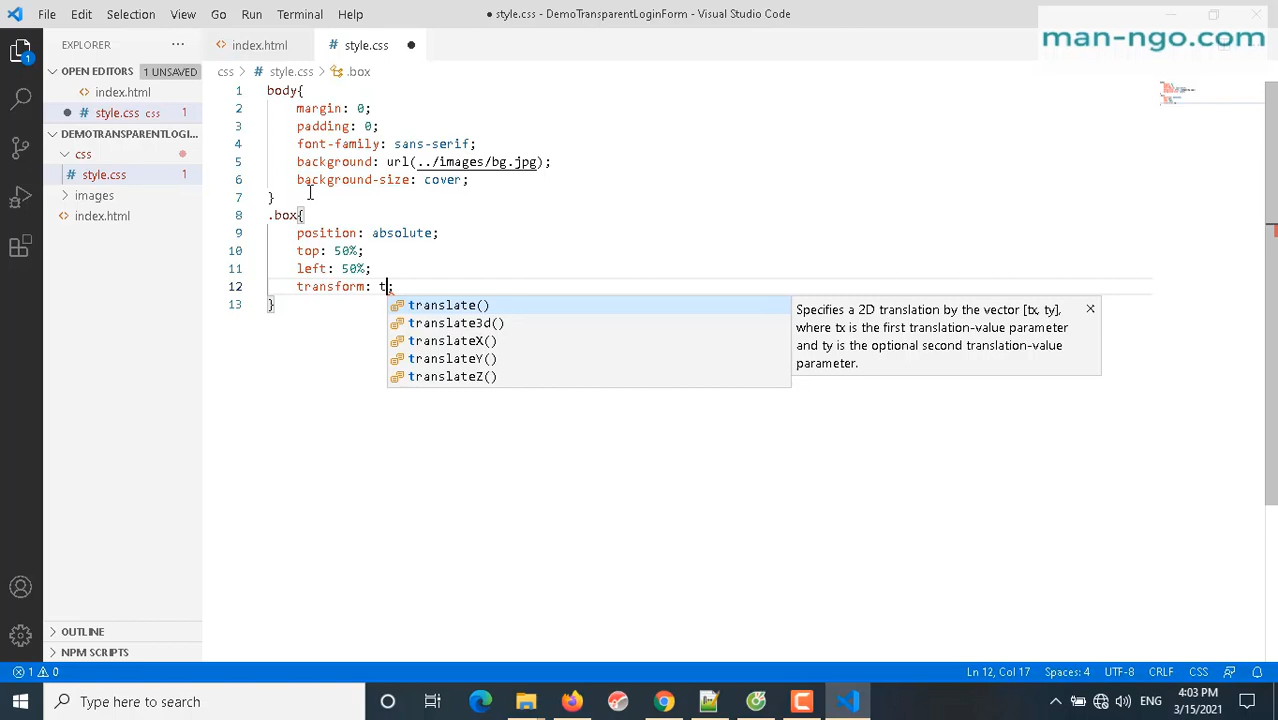 File Edit Selection View Go Run Terminal Help
● style.css - DemoTransparentLoginForm - Visual Studio Code
man-ngo.com
EXPLORER ...
index.html
# style.css ●
OPEN EDITORS 1 UNSAVED
css > # style.css > .box
index.html
● # style.css css 1
DEMOTRANSPARENTLOGI...
css
# style.css 1
images
index.html
1 body{
2 margin: 0;
3 padding: 0;
4 font-family: sans-serif;
5 background: url(../images/bg.jpg);
6 background-size: cover;
7 }
8 .box{
9 position: absolute;
10 top: 50%;
11 left: 50%;
12 transform: t;
13 }
translate()
translate3d()
translateX()
translateY()
translateZ()
Specifies a 2D translation by the vector [tx, ty],
where tx is the first translation-value parameter
and ty is the optional second translation-value
parameter.
OUTLINE
NPM SCRIPTS
1 0
Ln 12, Col 17 Spaces: 4 UTF-8 CRLF CSS
Type here to search
ENG
4:03 PM
3/15/2021